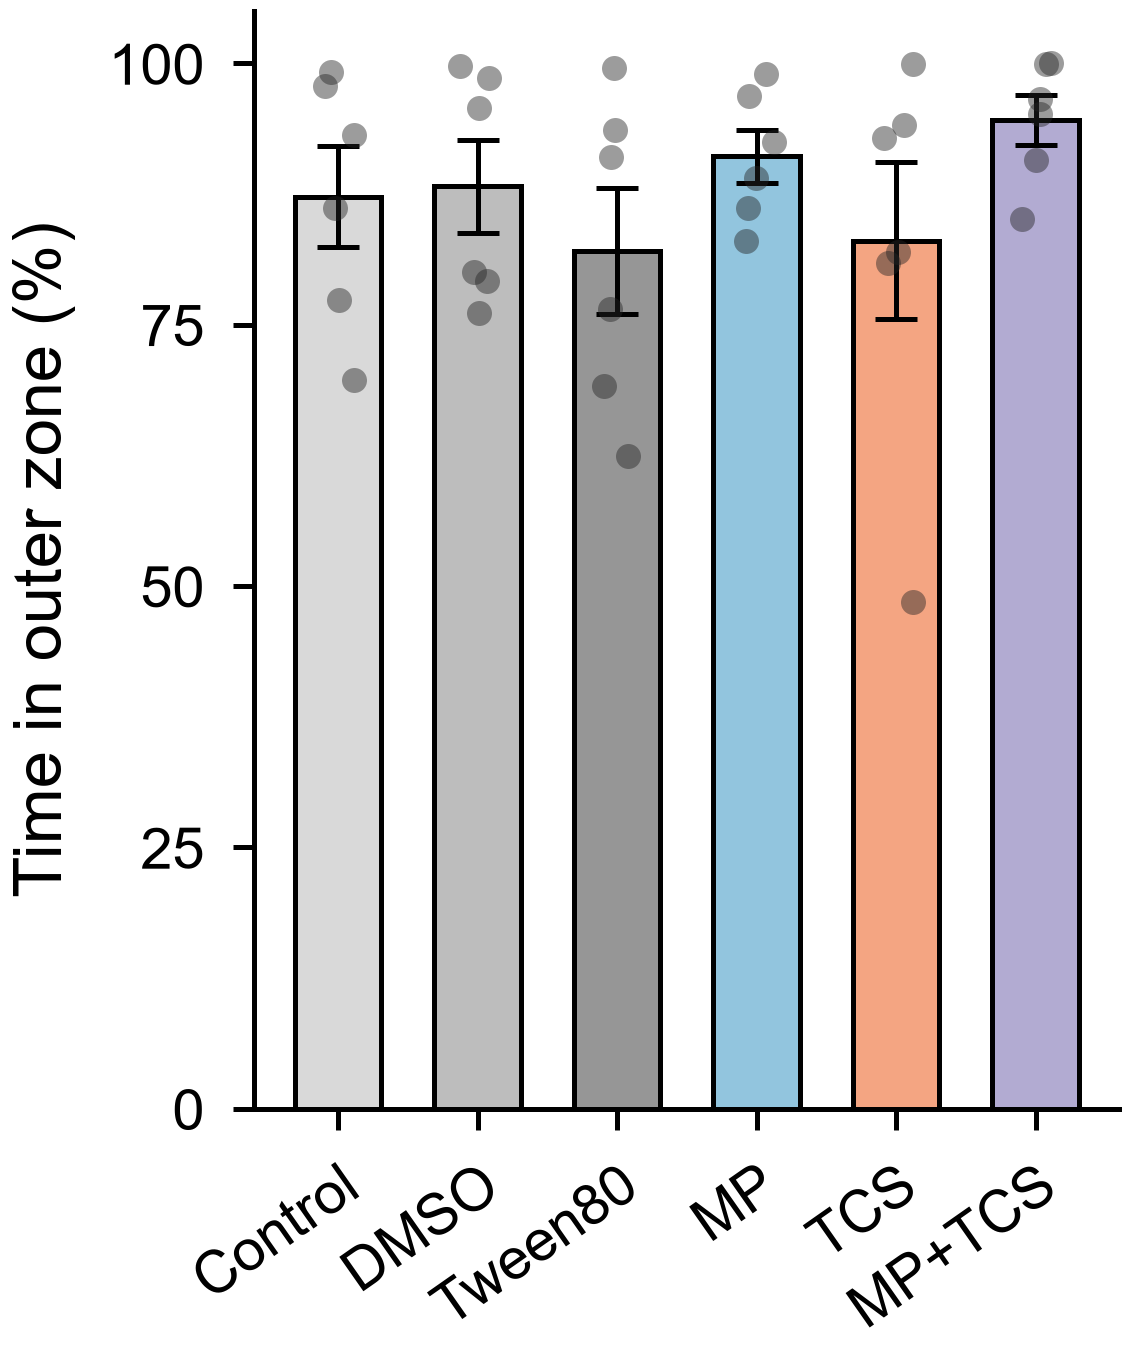 Time in outer zone (%)
100
75
50
25
0
Control
DMSO
Tween80
MP
TCS
MP+TCS